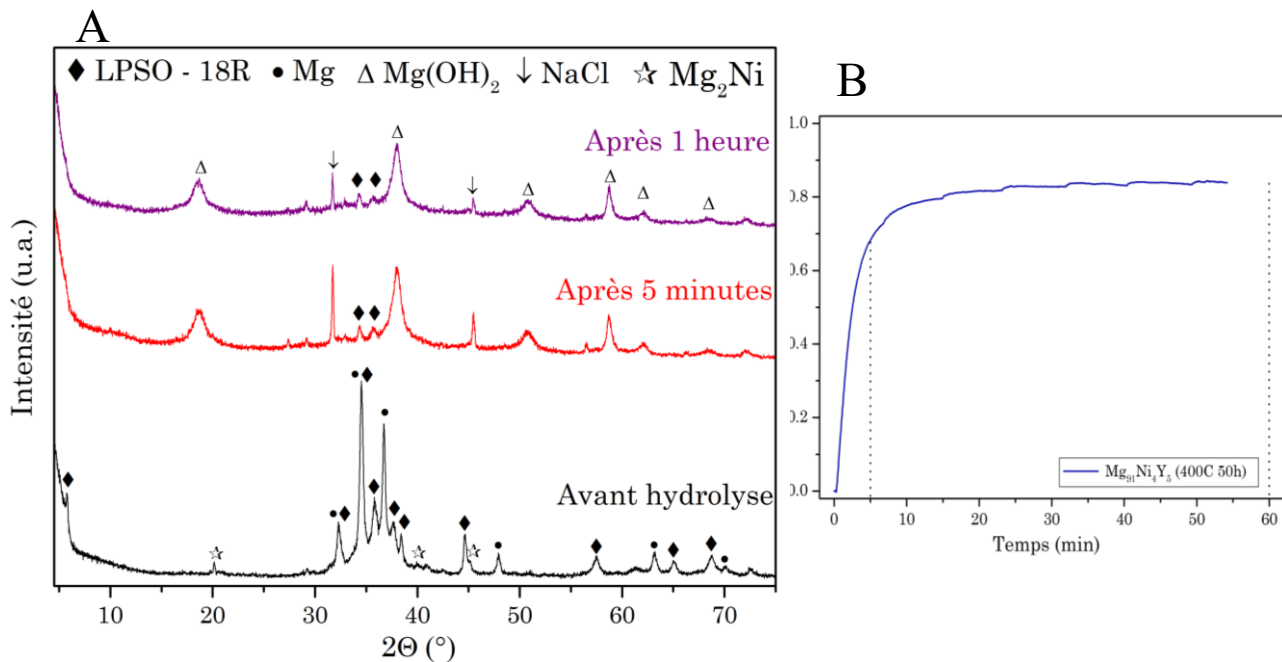 A
♦ LPSO - 18R • Mg Δ Mg(OH)₂ ↓ NaCl ☆ Mg₂Ni
Après 1 heure
Après 5 minutes
Avant hydrolyse
Intensité (u.a.)
10 20 30 40 50 60 70
2Θ (°)
B
1.0
0.8
0.6
0.4
0.2
0.0
Mg₉₁Ni₄Y₅ (400C 50h)
0 10 20 30 40 50 60
Temps (min)